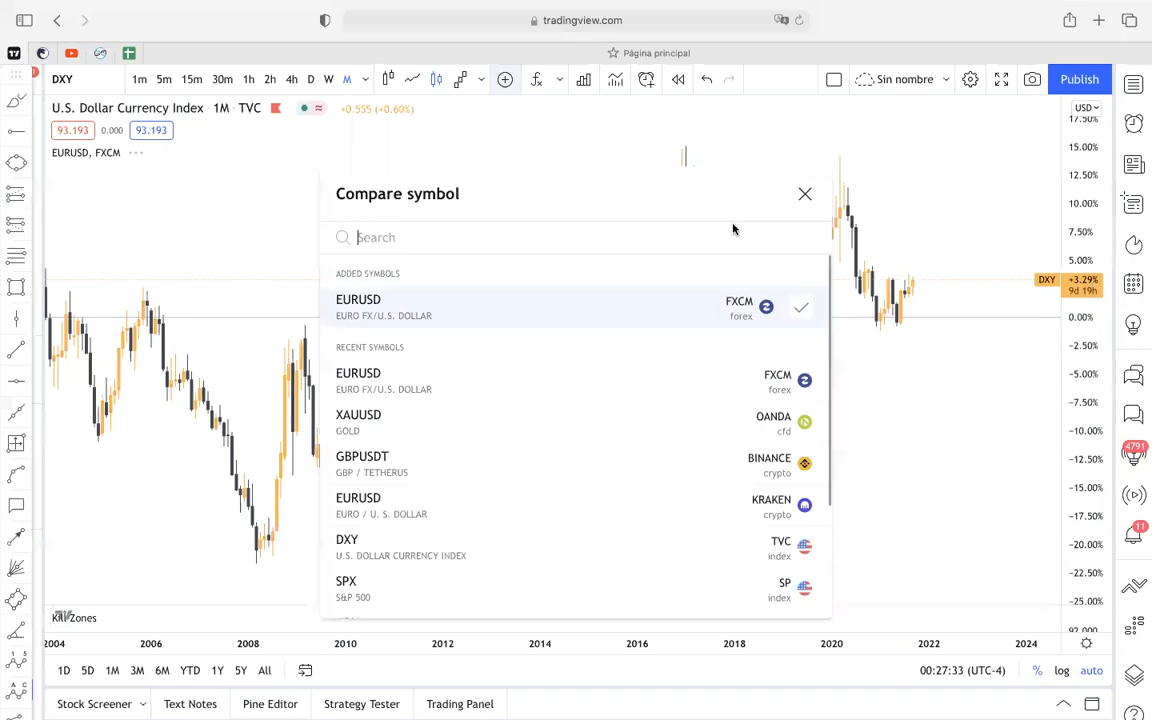 tradingview.com
Página principal
DXY
1m 5m 15m 30m 1h 2h 4h D W M
Sin nombre
Publish
U.S. Dollar Currency Index · 1M · TVC
+0.555 (+0.60%)
USD
93.193 0.000 93.193
EURUSD, FXCM
17.50%
15.00%
12.50%
10.00%
7.50%
5.00%
DXY +3.29%
9d 19h
0.00%
−2.50%
−5.00%
−7.50%
−10.00%
−12.50%
−15.00%
−17.50%
−20.00%
−22.50%
−25.00%
Compare symbol
Search
ADDED SYMBOLS
EURUSD FXCM
EURO FX/U.S. DOLLAR forex
RECENT SYMBOLS
EURUSD FXCM
EURO FX/U.S. DOLLAR forex
XAUUSD OANDA
GOLD cfd
GBPUSDT BINANCE
GBP / TETHERUS crypto
EURUSD KRAKEN
EURO / U. S. DOLLAR crypto
DXY TVC
U.S. DOLLAR CURRENCY INDEX index
SPX SP
S&P 500 index
4791
11
Kill Zones
2004 2006 2008 2010 2012 2014 2016 2018 2020 2022 2024
1D 5D 1M 3M 6M YTD 1Y 5Y All
00:27:33 (UTC-4) % log auto
Stock Screener Text Notes Pine Editor Strategy Tester Trading Panel